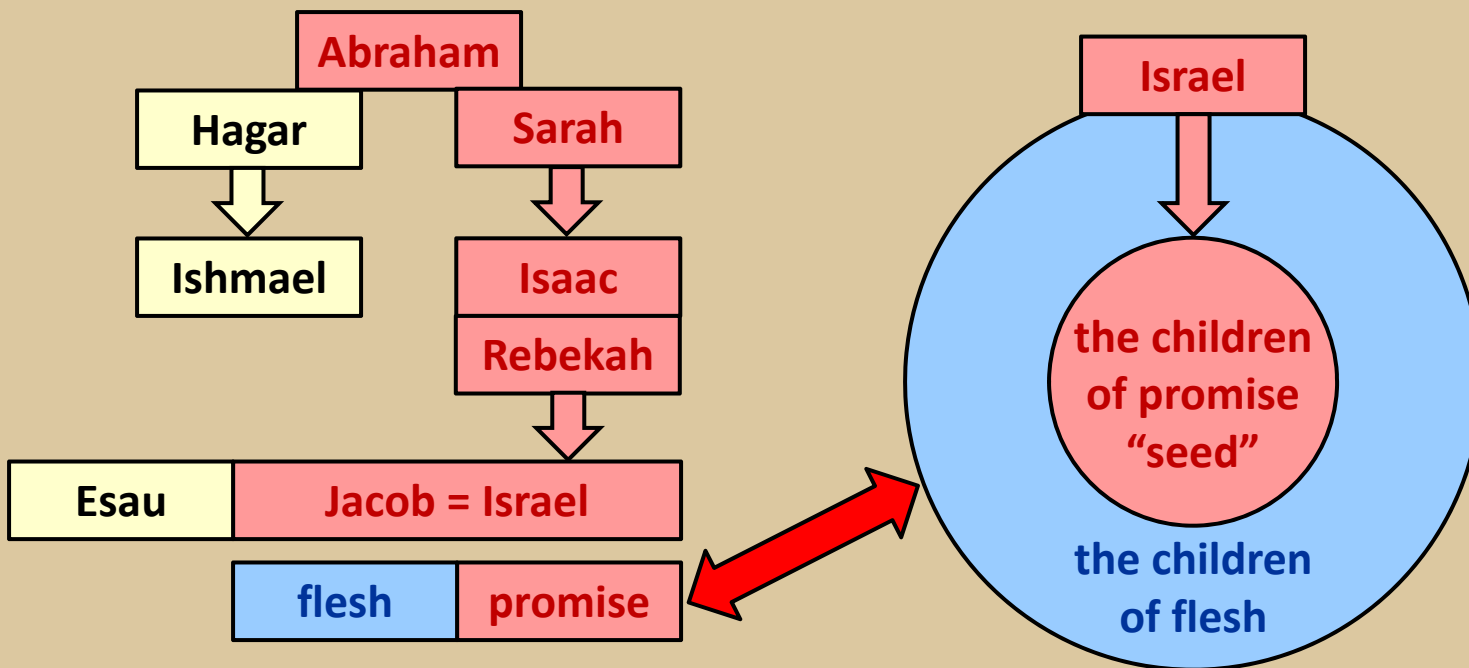 Abraham
Hagar
Sarah
Ishmael
Isaac
Rebekah
Esau
Jacob = Israel
flesh
promise
Israel
the children
of promise
“seed”
the children
of flesh